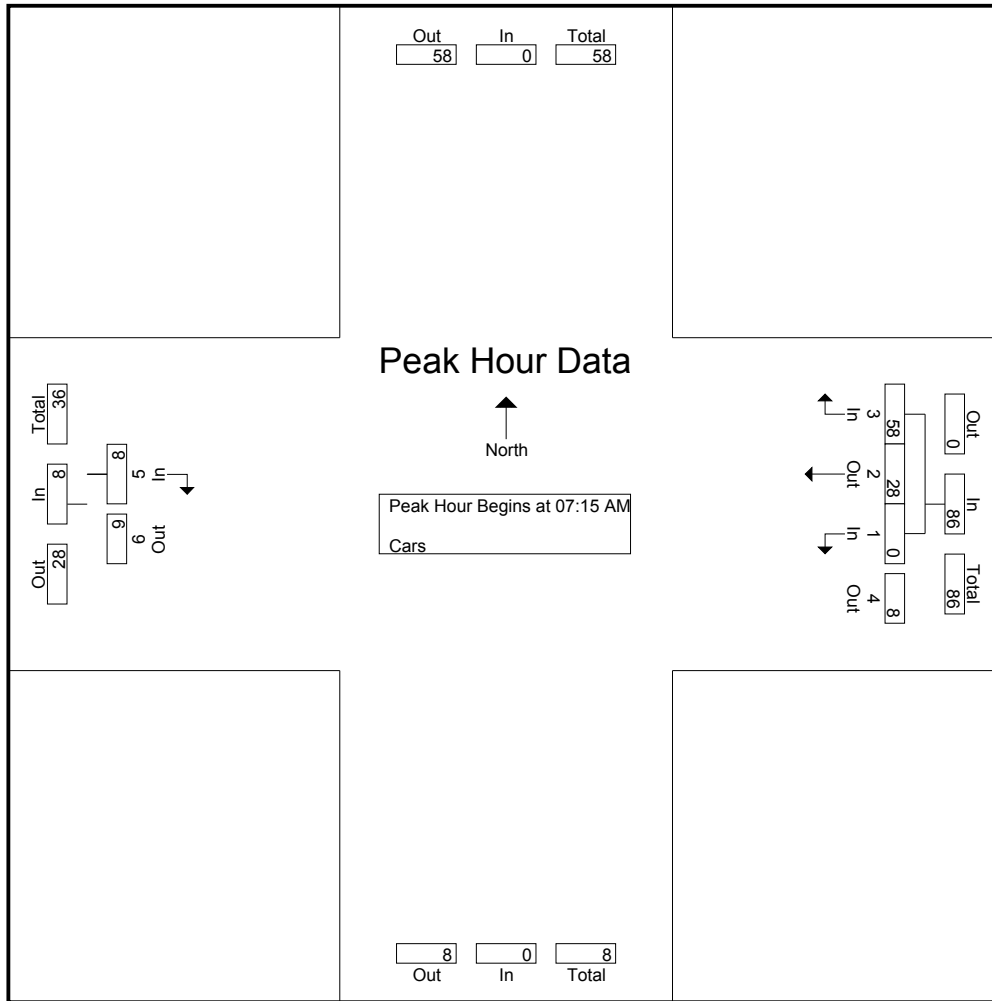 Out In Total
58 0 58
Peak Hour Data
North
Peak Hour Begins at 07:15 AM
Cars
Total 36
In 8
Out 28
8
5
In
9
6
Out
3
In
58
2
Out
28
1
In
0
4
Out
8
Out 0
In 86
Total 86
8 0 8
Out In Total